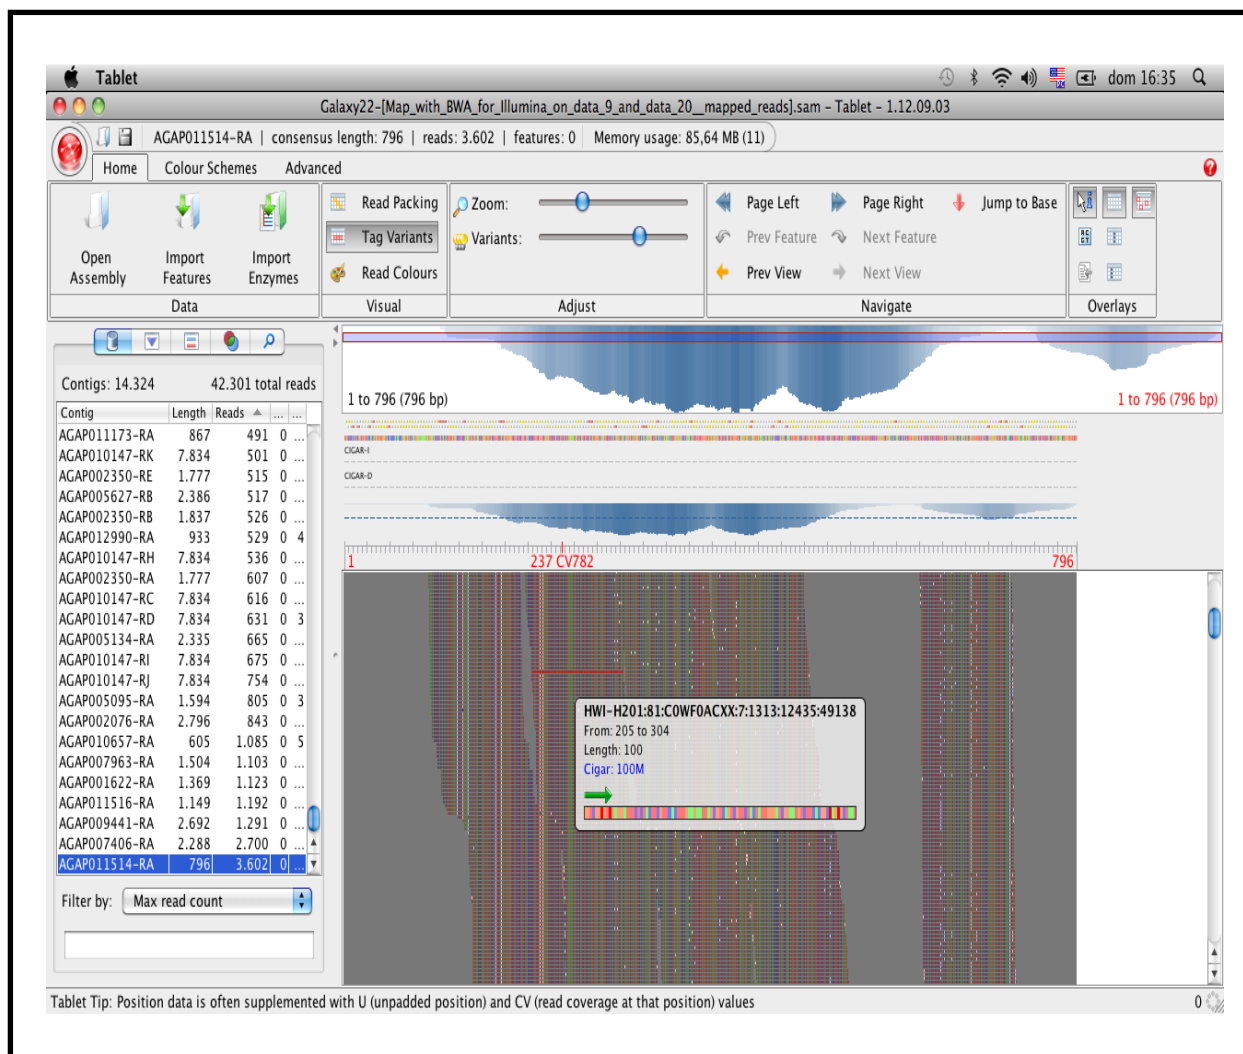 Tablet
dom 16:35
Galaxy22-[Map_with_BWA_for_Illumina_on_data_9_and_data_20__mapped_reads].sam - Tablet - 1.12.09.03
AGAP011514-RA | consensus length: 796 | reads: 3.602 | features: 0 Memory usage: 85,64 MB (11)
Home Colour Schemes Advanced
Read Packing Zoom: Page Left Page Right Jump to Base
Tag Variants Variants: Prev Feature Next Feature
Open Assembly
Import Features
Import Enzymes
Read Colours Prev View Next View
Data Visual Adjust Navigate Overlays
Contigs: 14.324 42.301 total reads
Contig Length Reads ... ...
AGAP011173-RA 867 491 0 ...
AGAP010147-RK 7.834 501 0 ...
AGAP002350-RE 1.777 515 0 ...
AGAP005627-RB 2.386 517 0 ...
AGAP002350-RB 1.837 526 0 ...
AGAP012990-RA 933 529 0 4
AGAP010147-RH 7.834 536 0 ...
AGAP002350-RA 1.777 607 0 ...
AGAP010147-RC 7.834 616 0 ...
AGAP010147-RD 7.834 631 0 3
AGAP005134-RA 2.335 665 0 ...
AGAP010147-RI 7.834 675 0 ...
AGAP010147-RJ 7.834 754 0 ...
AGAP005095-RA 1.594 805 0 3
AGAP002076-RA 2.796 843 0 ...
AGAP010657-RA 605 1.085 0 5
AGAP007963-RA 1.504 1.103 0 ...
AGAP001622-RA 1.369 1.123 0 ...
AGAP011516-RA 1.149 1.192 0 ...
AGAP009441-RA 2.692 1.291 0 ...
AGAP007406-RA 2.288 2.700 0 ...
AGAP011514-RA 796 3.602 0 ...
Filter by: Max read count
1 to 796 (796 bp) 1 to 796 (796 bp)
CIGAR-I
CIGAR-D
1 237 CV782 796
HWI-H201:81:C0WF0ACXX:7:1313:12435:49138
From: 205 to 304
Length: 100
Cigar: 100M
Tablet Tip: Position data is often supplemented with U (unpadded position) and CV (read coverage at that position) values 0